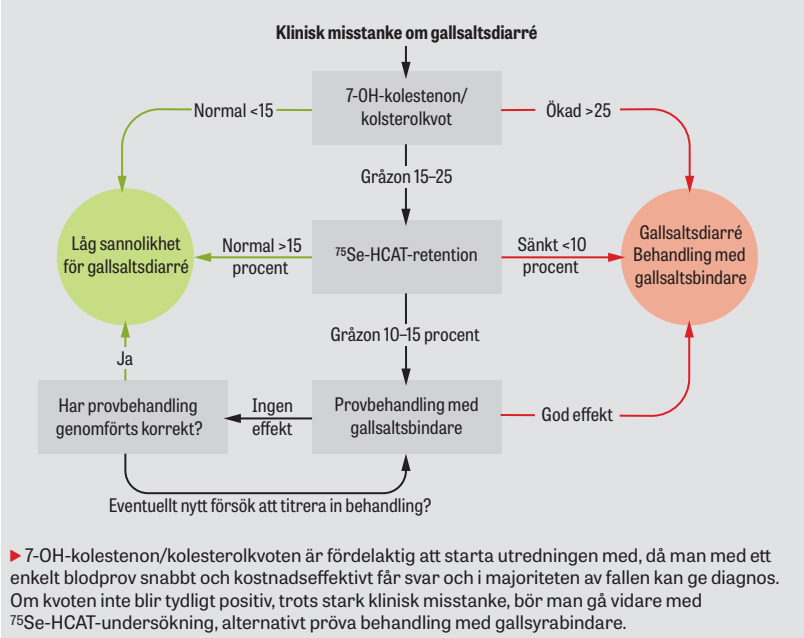 Klinisk misstanke om gallsaltsdiarré
7-OH-kolestenon/
kolsterolkvot
Normal <15
Ökad >25
Gråzon 15–25
Låg sannolikhet
för gallsaltsdiarré
Normal >15
procent
⁷⁵Se-HCAT-retention
Sänkt <10
procent
Gallsaltsdiarré
Behandling med
gallsaltsbindare
Gråzon 10–15 procent
Ja
Har provbehandling
genomförts korrekt?
Ingen
effekt
Provbehandling med
gallsaltsbindare
God effekt
Eventuellt nytt försök att titrera in behandling?
▶ 7-OH-kolestenon/kolesterolkvoten är fördelaktig att starta utredningen med, då man med ett
enkelt blodprov snabbt och kostnadseffektivt får svar och i majoriteten av fallen kan ge diagnos.
Om kvoten inte blir tydligt positiv, trots stark klinisk misstanke, bör man gå vidare med
⁷⁵Se-HCAT-undersökning, alternativt pröva behandling med gallsyrabindare.